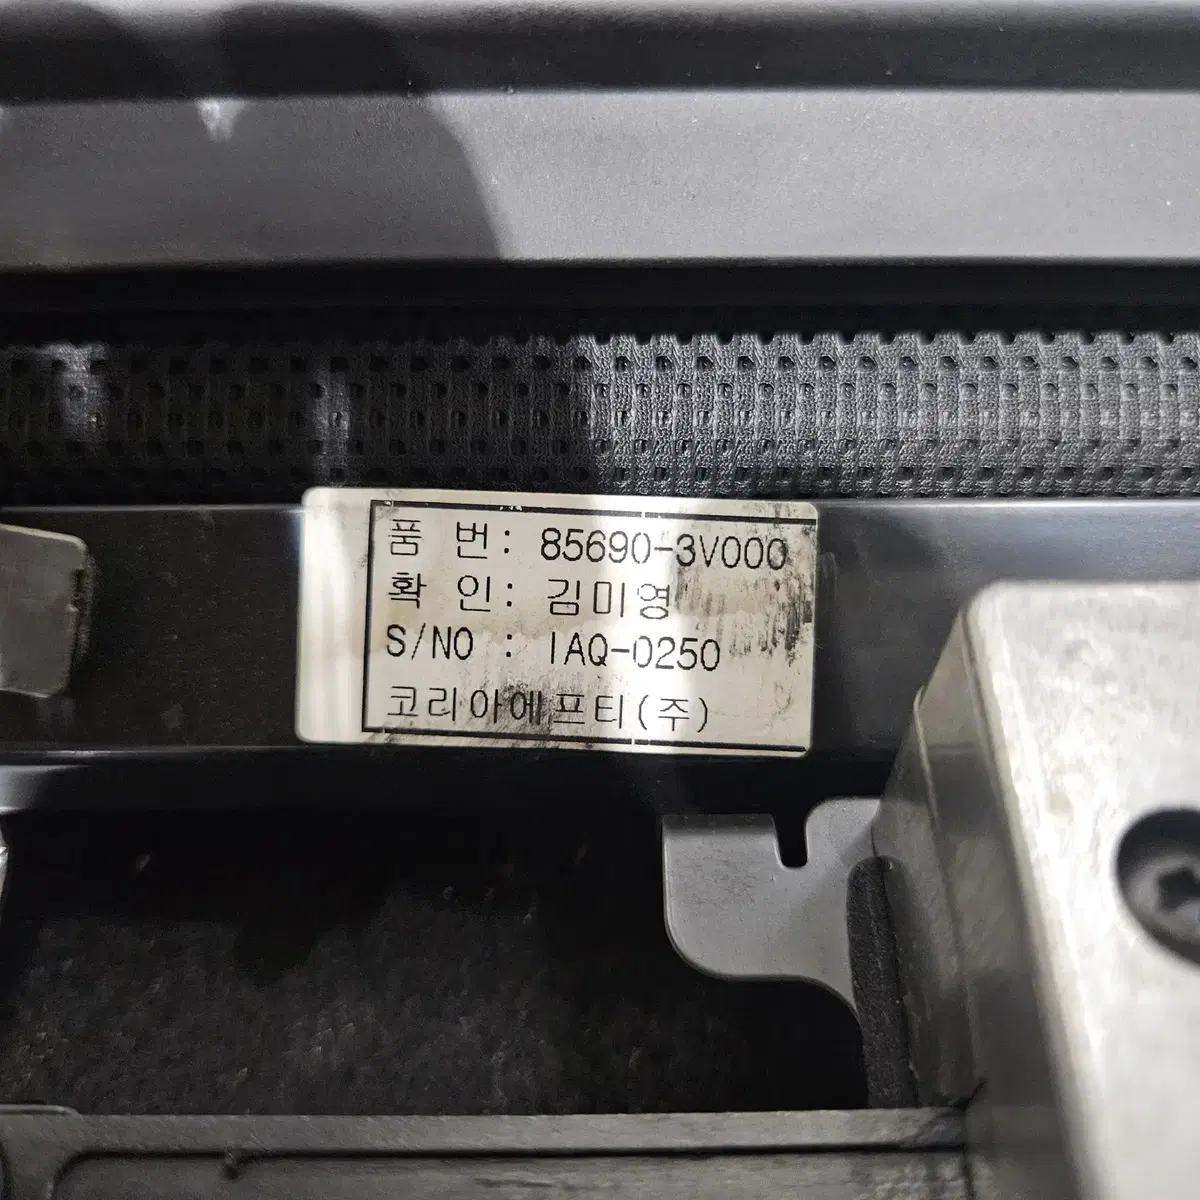 품 번: 85690-3V000
확 인: 김미영
S/NO : IAQ-0250
코리아에프티(주)